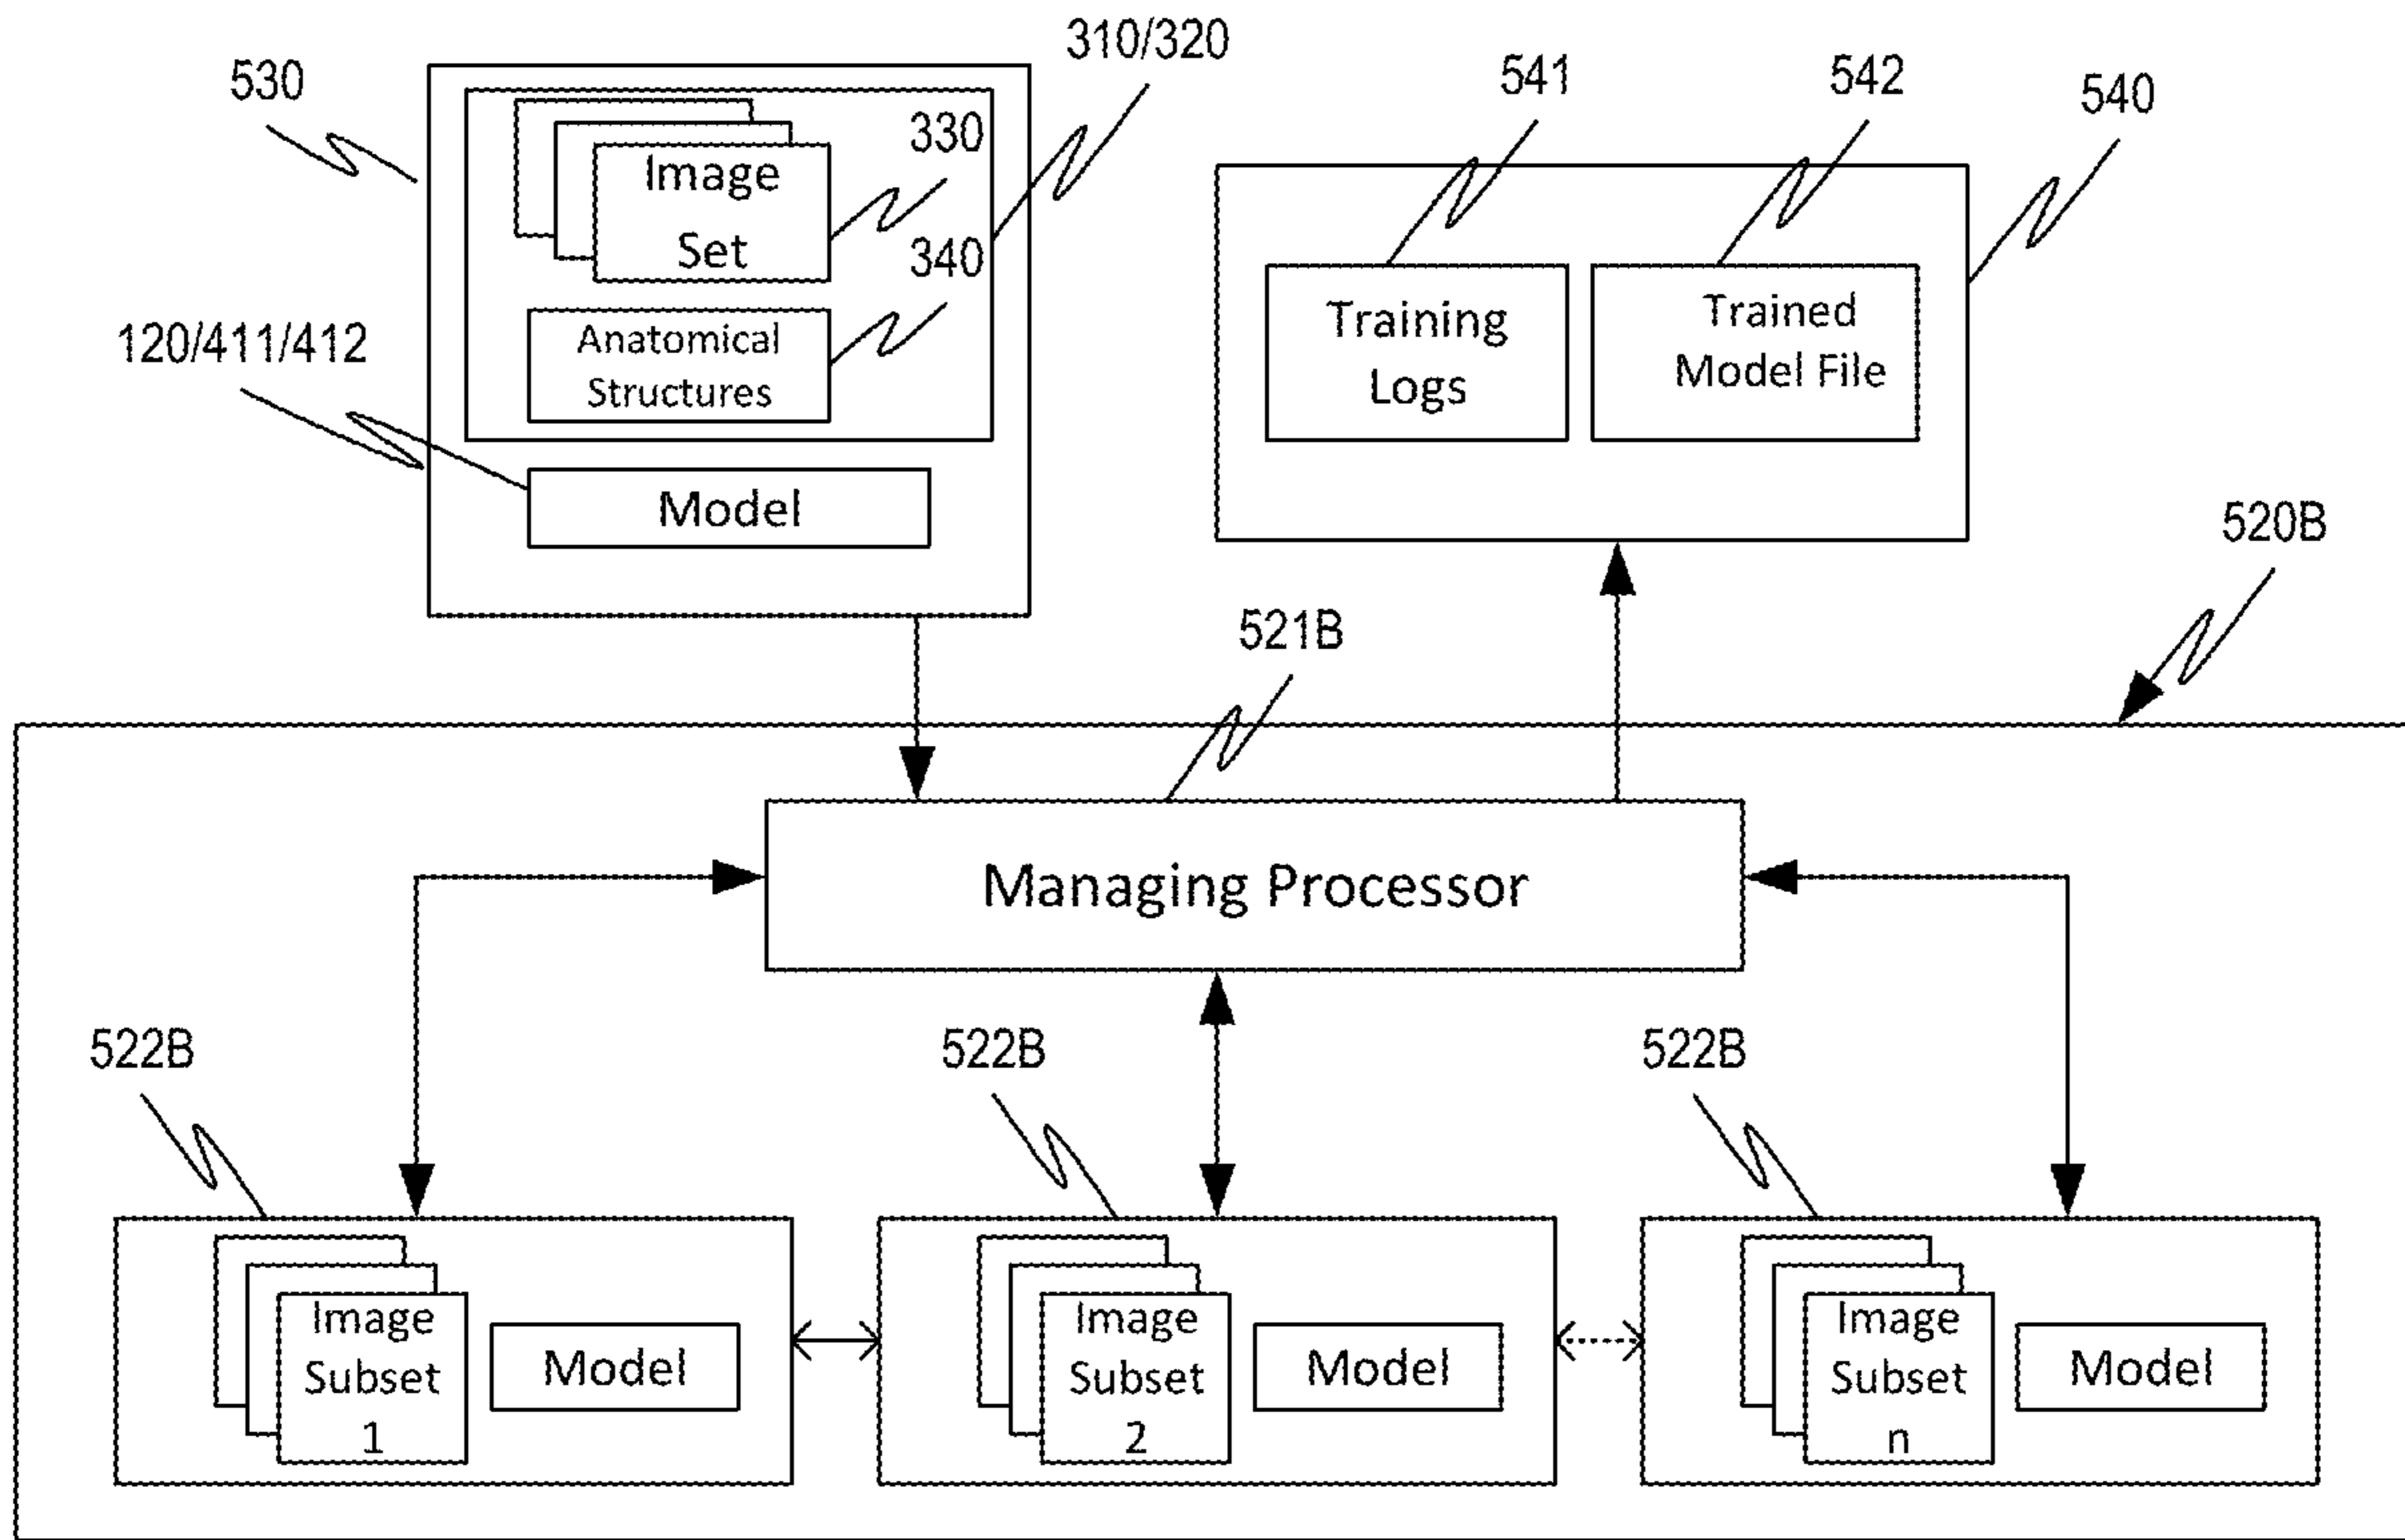 530
310/320
330
Image
Set
340
Anatomical
Structures
120/411/412
Model
541
542
540
Training
Logs
Trained
Model File
520B
521B
Managing Processor
522B
522B
522B
Image
Subset
1
Model
Image
Subset
2
Model
Image
Subset
n
Model